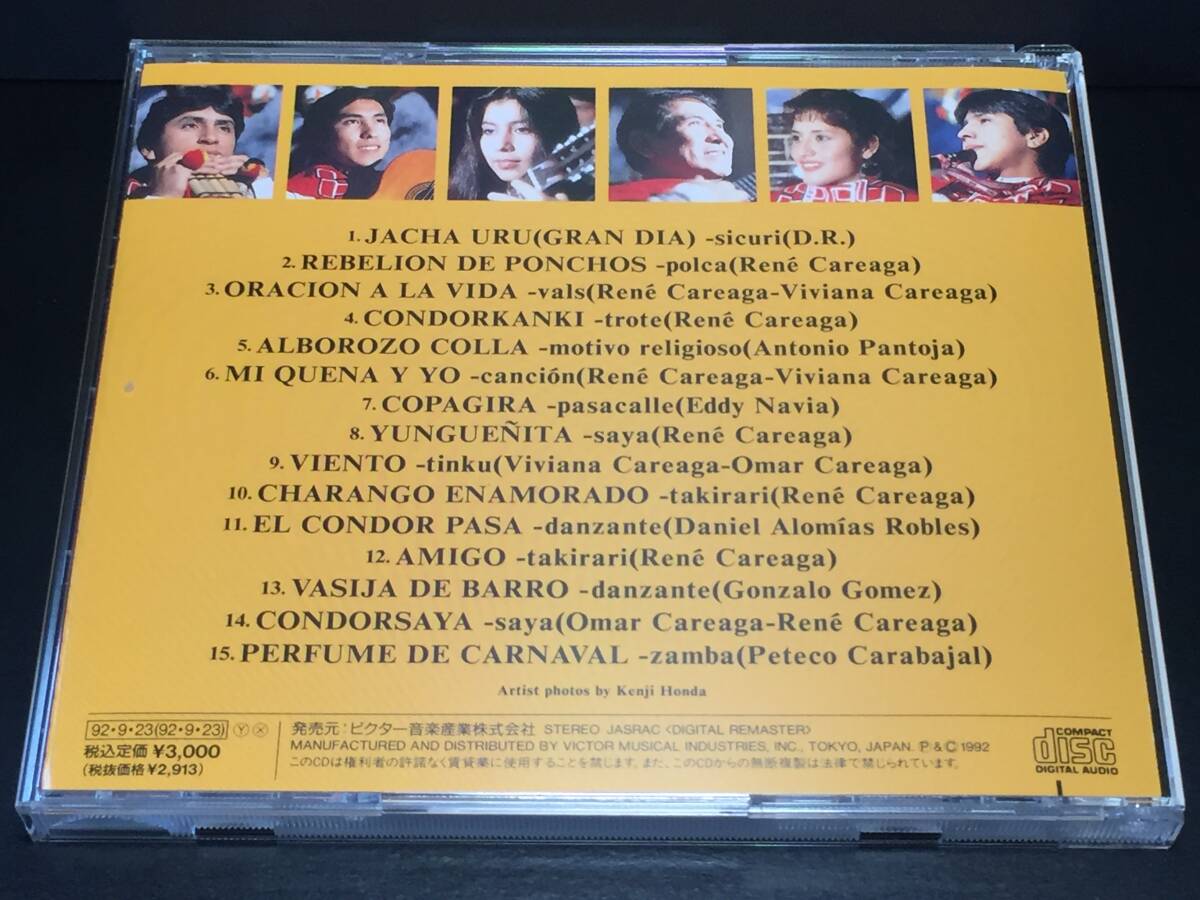 1. JACHA URU(GRAN DIA) -sicuri(D.R.)
2. REBELION DE PONCHOS -polca(René Careaga)
3. ORACION A LA VIDA -vals(René Careaga-Viviana Careaga)
4. CONDORKANKI -trote(René Careaga)
5. ALBOROZO COLLA -motivo religioso(Antonio Pantoja)
6. MI QUENA Y YO -canción(René Careaga-Viviana Careaga)
7. COPAGIRA -pasacalle(Eddy Navia)
8. YUNGUEÑITA -saya(René Careaga)
9. VIENTO -tinku(Viviana Careaga-Omar Careaga)
10. CHARANGO ENAMORADO -takirari(René Careaga)
11. EL CONDOR PASA -danzante(Daniel Alomías Robles)
12. AMIGO -takirari(René Careaga)
13. VASIJA DE BARRO -danzante(Gonzalo Gomez)
14. CONDORSAYA -saya(Omar Careaga-René Careaga)
15. PERFUME DE CARNAVAL -zamba(Peteco Carabajal)
Artist photos by Kenji Honda
92・9・23(92・9・23) Ⓨ Ⓧ
税込定価 ¥3,000
(税抜価格¥2,913)
発売元:ビクター音楽産業株式会社 STEREO JASRAC 〈DIGITAL REMASTER〉
MANUFACTURED AND DISTRIBUTED BY VICTOR MUSICAL INDUSTRIES, INC., TOKYO, JAPAN. Ⓟ & Ⓒ 1992
このCDは権利者の許諾なく賃貸業に使用することを禁じます。また、このCDからの無断複製は法律で禁じられています。
COMPACT
disc
DIGITAL AUDIO